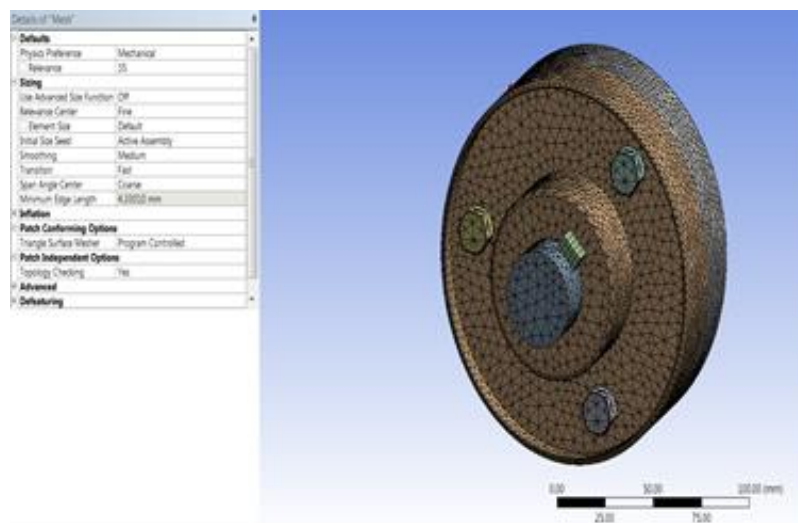 Details of "Mesh"
Defaults
Physics Preference Mechanical
Relevance
Sizing
Use Advanced Size Function Off
Relevance Center Fine
Element Size Default
Initial Size Seed Active Assembly
Smoothing Medium
Transition Fast
Span Angle Center Coarse
Minimum Edge Length mm
Inflation
Patch Conforming Options
Triangle Surface Mesher Program Controlled
Patch Independent Options
Topology Checking Yes
Advanced
Defeaturing
0.00 50.00 100.00 (mm)
25.00 75.00